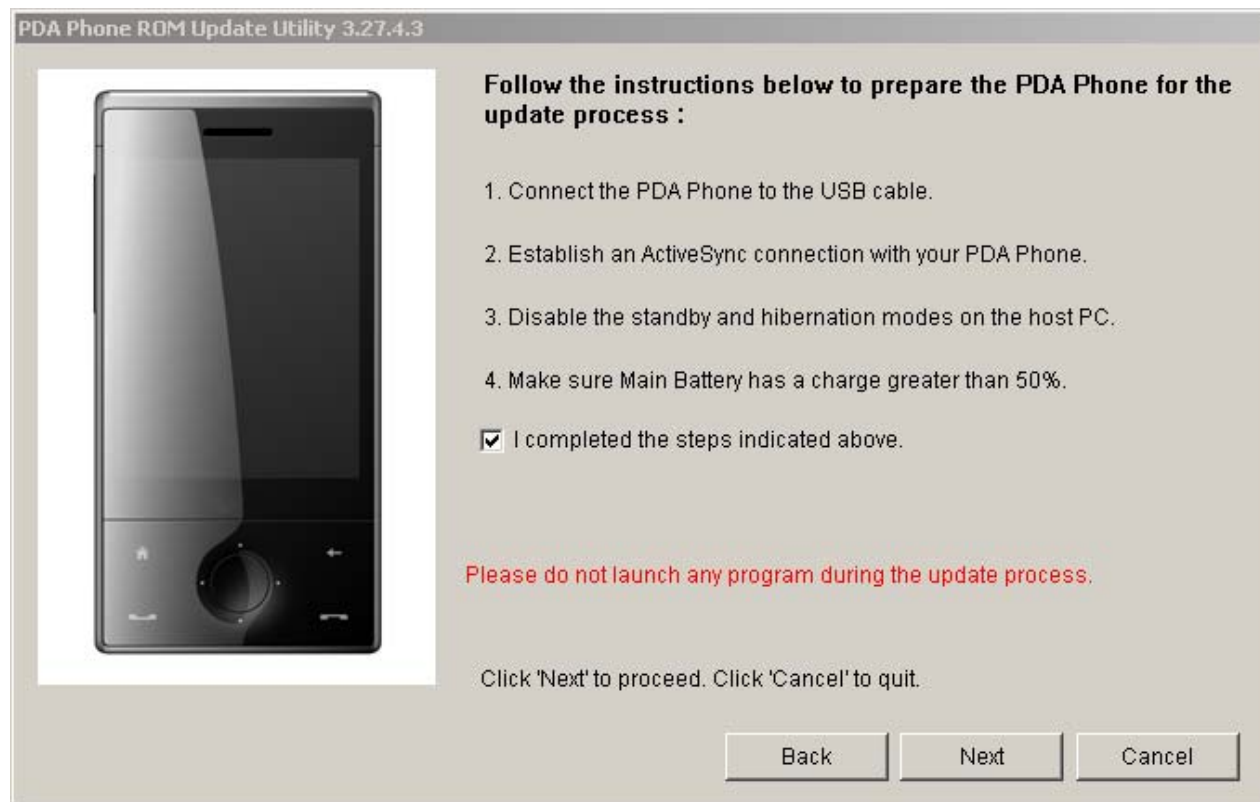 PDA Phone ROM Update Utility 3.27.4.3
Follow the instructions below to prepare the PDA Phone for the
update process :
1. Connect the PDA Phone to the USB cable.
2. Establish an ActiveSync connection with your PDA Phone.
3. Disable the standby and hibernation modes on the host PC.
4. Make sure Main Battery has a charge greater than 50%.
I completed the steps indicated above.
Please do not launch any program during the update process.
Click 'Next' to proceed. Click 'Cancel' to quit.
Back
Next
Cancel